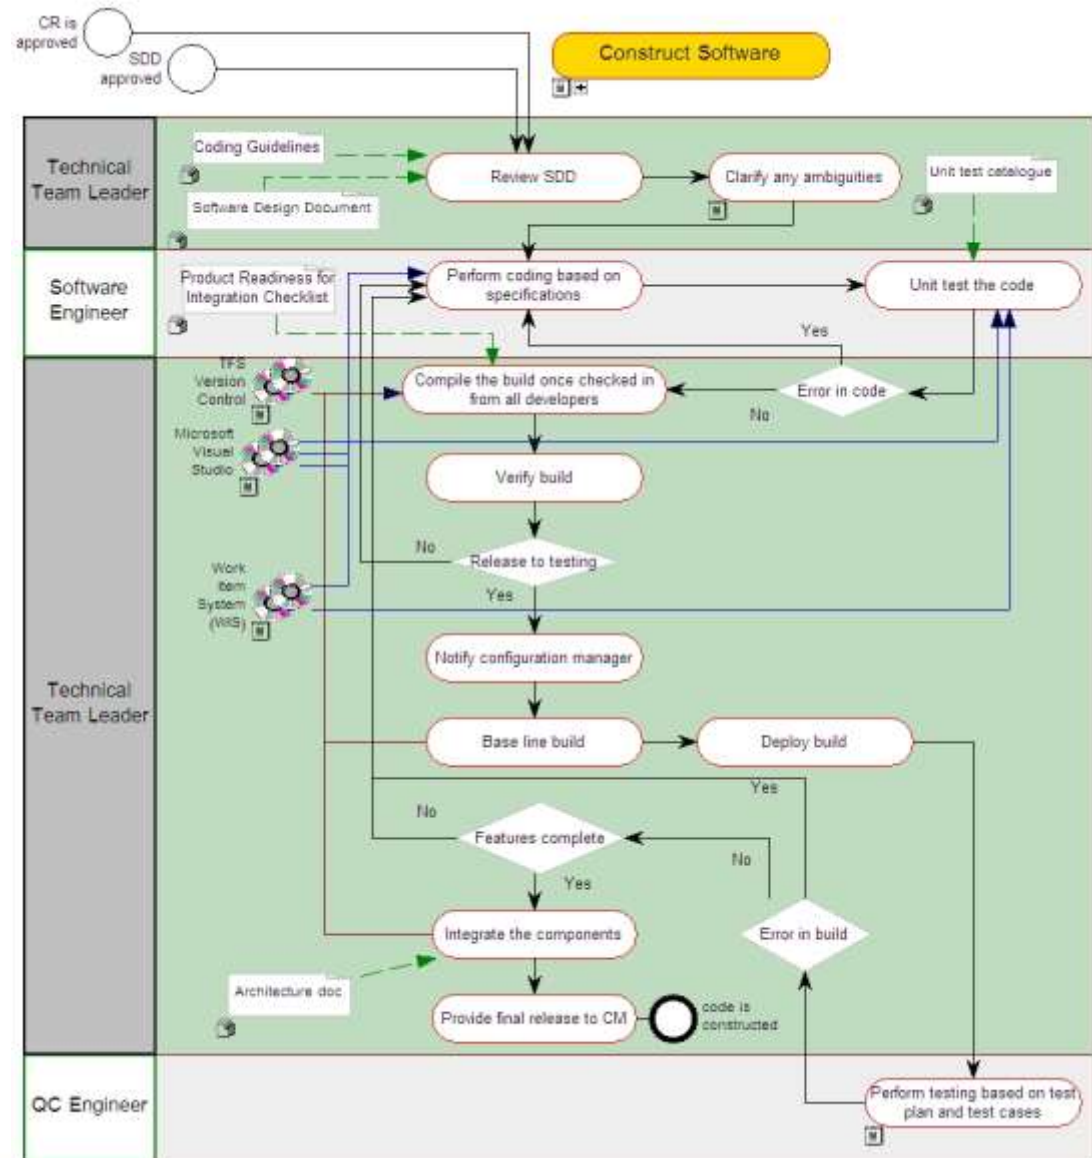 CR is
approved
SDD
approved
Construct Software
Technical
Team Leader
Coding Guidelines
Software Design Document
Review SDD
Clarify any ambiguities
Unit test catalogue
Software
Engineer
Product Readiness for
Integration Checklist
Perform coding based on
specifications
Unit test the code
Yes
TFS
Version
Control
Compile the build once checked in
from all developers
Error in code
No
Microsoft
Visual
Studio
Verify build
No
Release to testing
Yes
Work
Item
System
(WIS)
Notify configuration manager
Technical
Team Leader
Base line build
Deploy build
Yes
No
Features complete
No
Yes
Integrate the components
Error in build
Architecture doc
Provide final release to CM
code is
constructed
QC Engineer
Perform testing based on test
plan and test cases